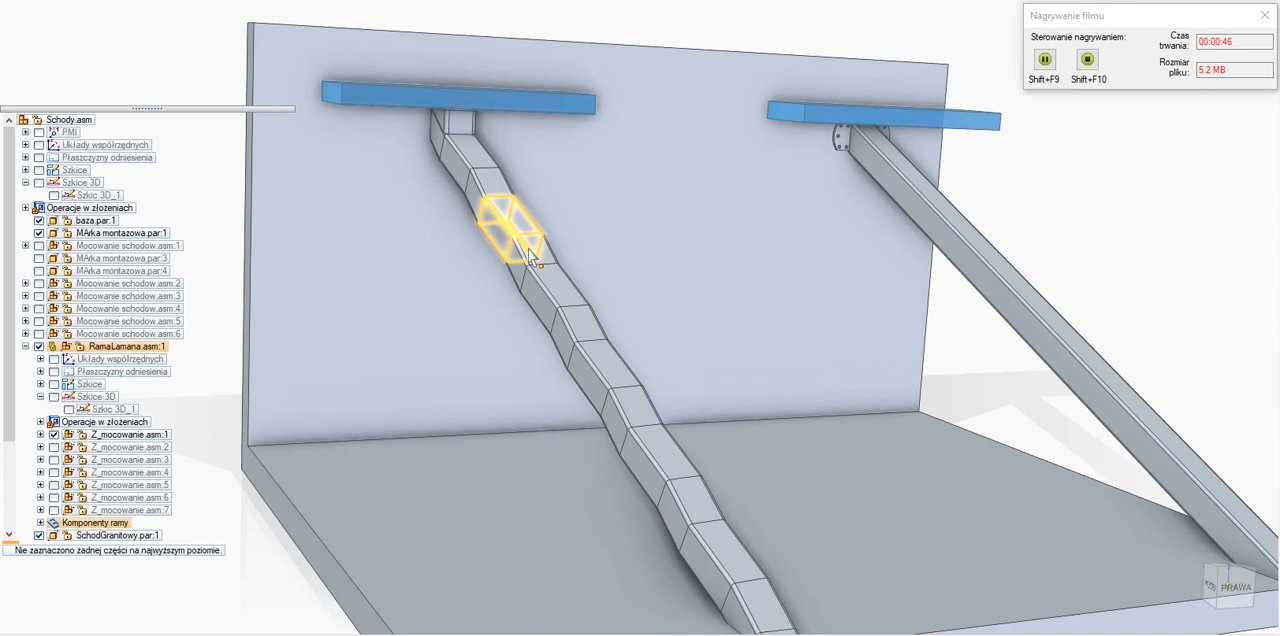 Nagrywanie filmu
Sterowanie nagrywaniem:
Czas trwania:
00:00:46
Shift+F9
Shift+F10
Rozmiar pliku:
5.2 MB
Schody.asm
PMI
Układy współrzędnych
Płaszczyzny odniesienia
Szkice
Szkice 3D
Szkic 3D_1
Operacje w złożeniach
baza.par:1
MArka montazowa.par:1
Mocowanie schodow.asm:1
MArka montazowa.par:3
MArka montazowa.par:4
Mocowanie schodow.asm:2
Mocowanie schodow.asm:3
Mocowanie schodow.asm:4
Mocowanie schodow.asm:5
Mocowanie schodow.asm:6
RamaLamana.asm:1
Układy współrzędnych
Płaszczyzny odniesienia
Szkice
Szkice 3D
Szkic 3D_1
Operacje w złożeniach
Z_mocowanie.asm:1
Z_mocowanie.asm:2
Z_mocowanie.asm:3
Z_mocowanie.asm:4
Z_mocowanie.asm:5
Z_mocowanie.asm:6
Z_mocowanie.asm:7
Komponenty ramy
SchodGranitowy.par:1
Nie zaznaczono żadnej części na najwyższym poziomie.
PRAWA